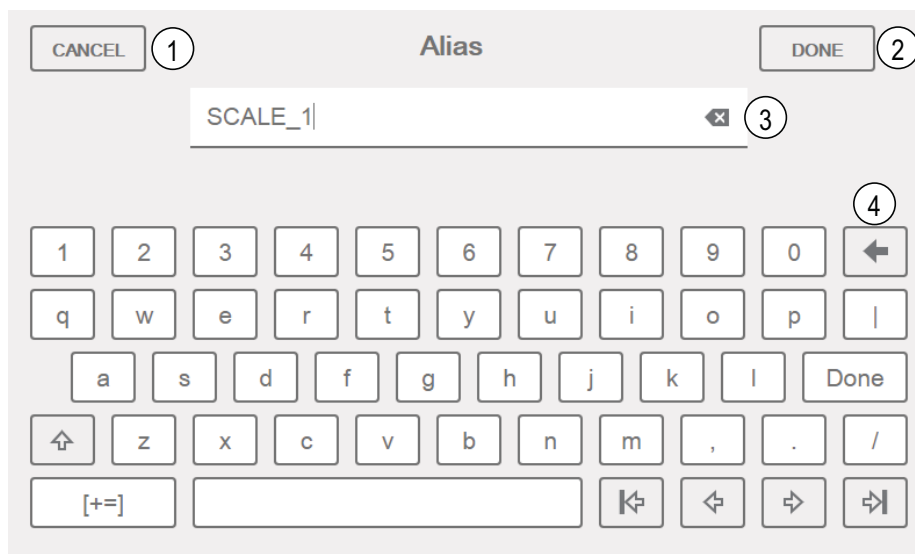 CANCEL 1 Alias DONE 2
SCALE_1 3
4
1 2 3 4 5 6 7 8 9 0
q w e r t y u i o p |
a s d f g h j k l Done
z x c v b n m , . /
[+=]